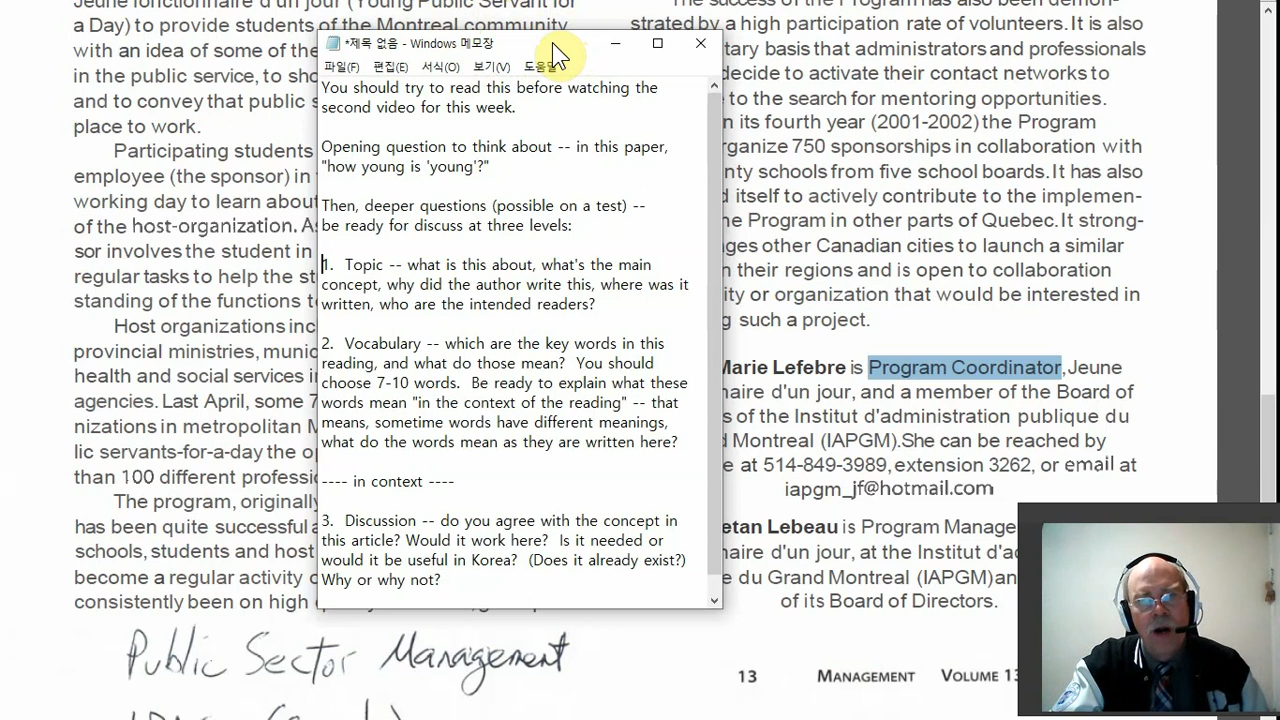 Jeune fonctionnaire d'un jour (Young Public Servant for
a Day) to provide students of the Montreal community
with an idea of some of the
in the public service, to sho
and to convey that public s
place to work.
Participating students
employee (the sponsor) in
working day to learn about
of the host-organization. As
sor involves the student in
regular tasks to help the st
standing of the functions
Host organizations inc
provincial ministries, munic
health and social services i
agencies. Last April, some 7
nizations in metropolitan M
lic servants-for-a-day the o
than 100 different profess
The program, originally
has been quite successful a
schools, students and host
become a regular activity
consistently been on high
Public Sector Management
*제목 없음 - Windows 메모장
파일(F) 편집(E) 서식(O) 보기(V) 도움말
You should try to read this before watching the
second video for this week.
Opening question to think about -- in this paper,
"how young is 'young'?"
Then, deeper questions (possible on a test) --
be ready for discuss at three levels:
1. Topic -- what is this about, what's the main
concept, why did the author write this, where was it
written, who are the intended readers?
2. Vocabulary -- which are the key words in this
reading, and what do those mean? You should
choose 7-10 words. Be ready to explain what these
words mean "in the context of the reading" -- that
means, sometime words have different meanings,
what do the words mean as they are written here?
---- in context ----
3. Discussion -- do you agree with the concept in
this article? Would it work here? Is it needed or
would it be useful in Korea? (Does it already exist?)
Why or why not?
The success of the Program has also been demon-
strated by a high participation rate of volunteers. It is also
tary basis that administrators and professionals
decide to activate their contact networks to
to the search for mentoring opportunities.
n its fourth year (2001-2002) the Program
rganize 750 sponsorships in collaboration with
nty schools from five school boards. It has also
d itself to actively contribute to the implemen-
he Program in other parts of Quebec. It strong-
ges other Canadian cities to launch a similar
n their regions and is open to collaboration
ity or organization that would be interested in
g such a project.
Marie Lefebre is Program Coordinator, Jeune
naire d'un jour, and a member of the Board of
s of the Institut d'administration publique du
d Montreal (IAPGM).She can be reached by
e at 514-849-3989, extension 3262, or email at
iapgm_jf@hotmail.com
etan Lebeau is Program Manage
naire d'un jour, at the Institut d'a
e du Grand Montreal (IAPGM) an
of its Board of Directors.
13 MANAGEMENT VOLUME 13